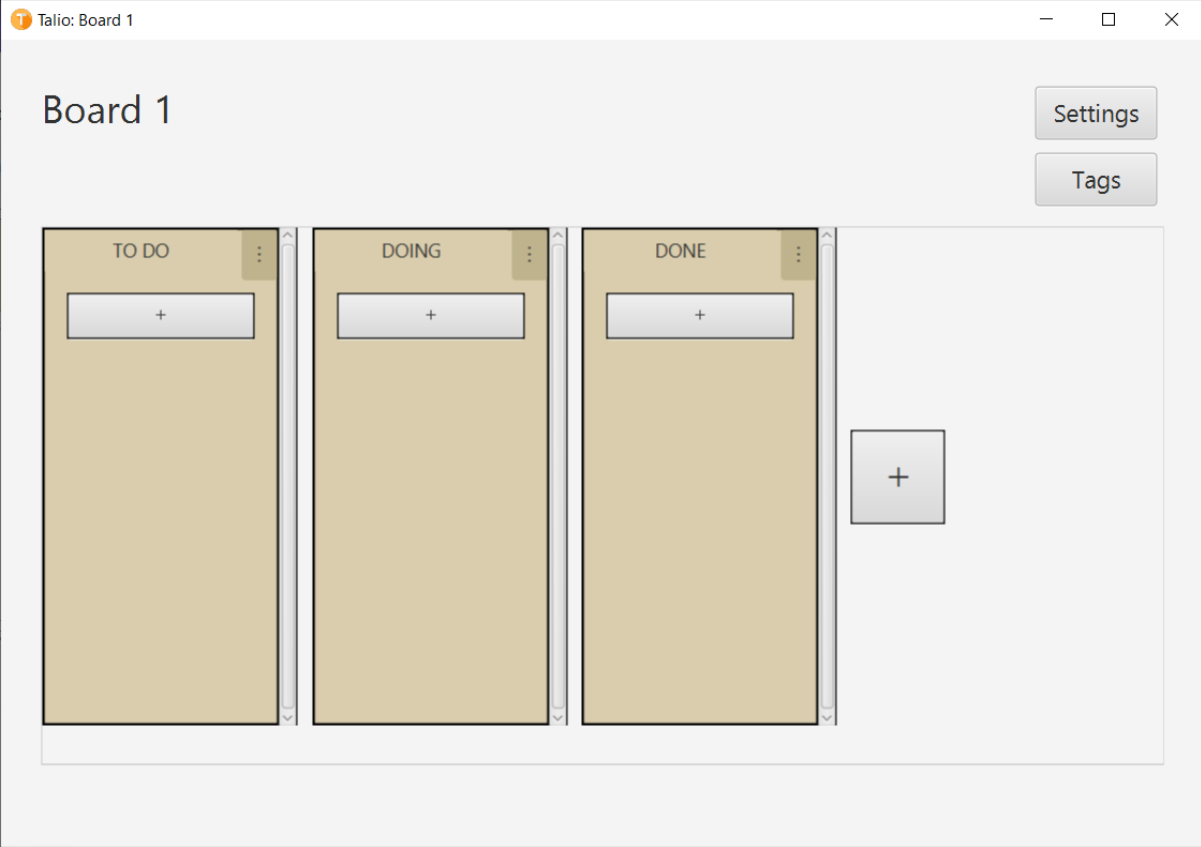 Talio: Board 1
Board 1
Settings
Tags
TO DO
DOING
DONE
+
+
+
+